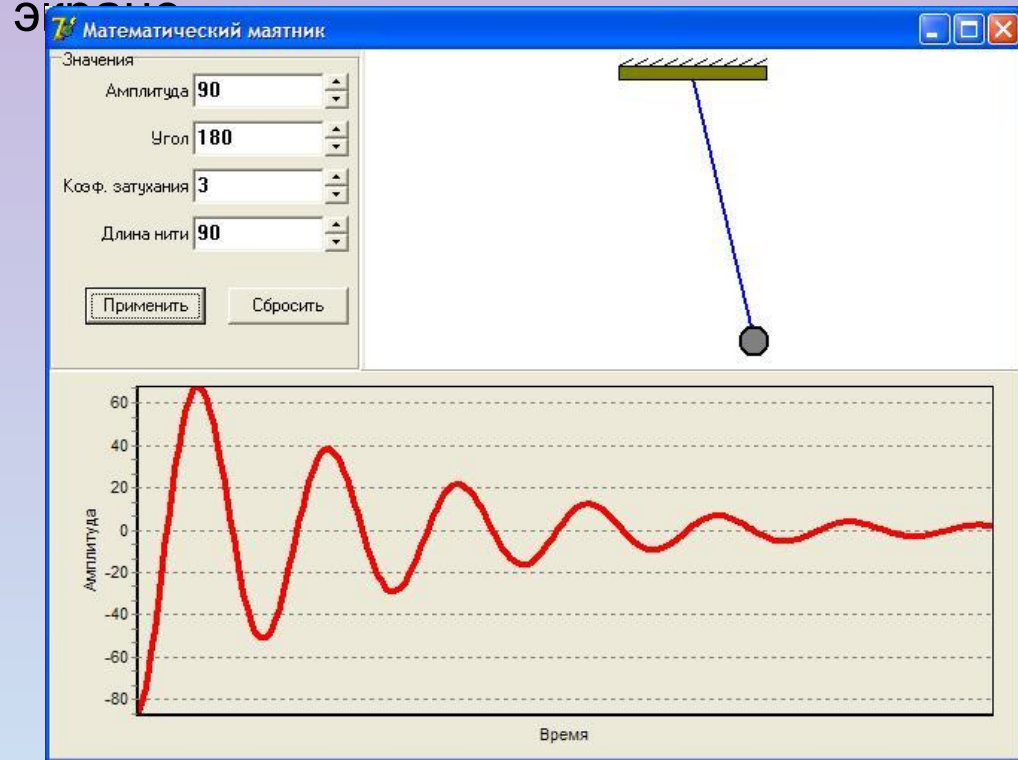 Математический маятник
Значения
Амплитуда 90
Угол 180
Коэф. затухания 3
Длина нити 90
Применить Сбросить
60
40
20
0
-20
-40
-60
-80
Амплитуда
Время